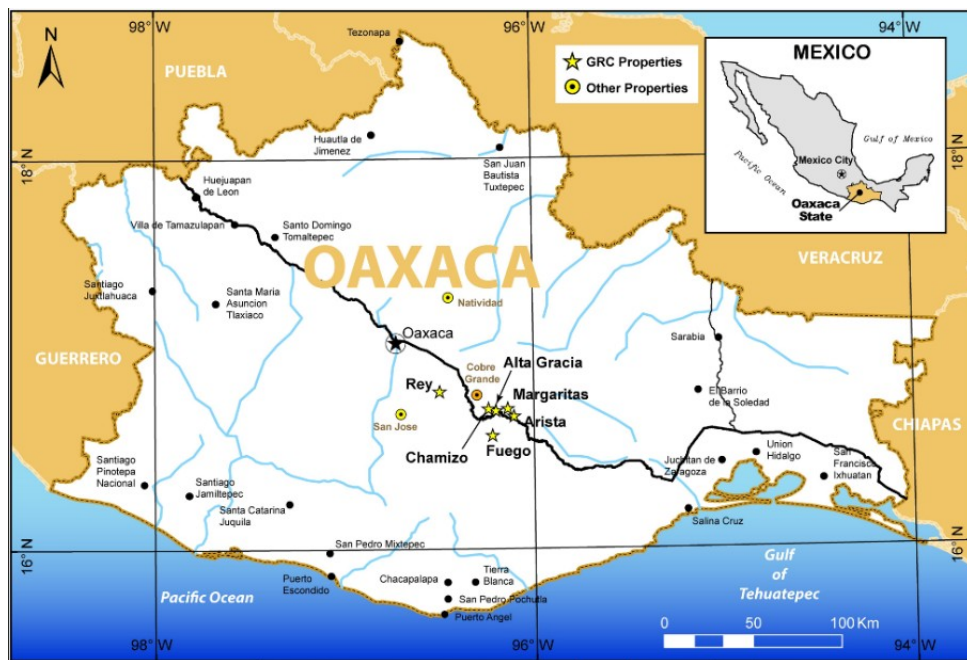 98° W
96° W
94° W
N
Tezonapa
PUEBLA
GRC Properties
Other Properties
MEXICO
Gulf of Mexico
Pacific Ocean
Mexico City
Oaxaca
State
Huautla de
Jimenez
San Juan
Bautista
Tuxtepec
18° N
18° N
Huejuapan
de Leon
Villa de Tamazulapan
Santo Domingo
Tomaltepec
OAXACA
VERACRUZ
Santiago
Juxtlahuaca
Santa Maria
Asuncion
Tlaxiaco
Natividad
GUERRERO
Oaxaca
Sarabia
Cobre
Grande
Alta Gracia
Rey
Margaritas
El Barrio
de la Soledad
San Jose
Arista
CHIAPAS
Chamizo
Fuego
Santiago
Pinotepa
Nacional
Santiago
Jamiltepec
Santa Catarina
Juquila
Juchitan de
Zeragoza
Union
Hidalgo
San
Francisco
Ixhuatan
Salina Cruz
16° N
16° N
San Pedro Mixtepec
Puerto
Escondido
Chacapalapa
Tierra
Blanca
San Pedro Pochutla
Puerto Angel
Pacific Ocean
Gulf
of
Tehuatepec
0 50 100 Km
98° W
96° W
94° W